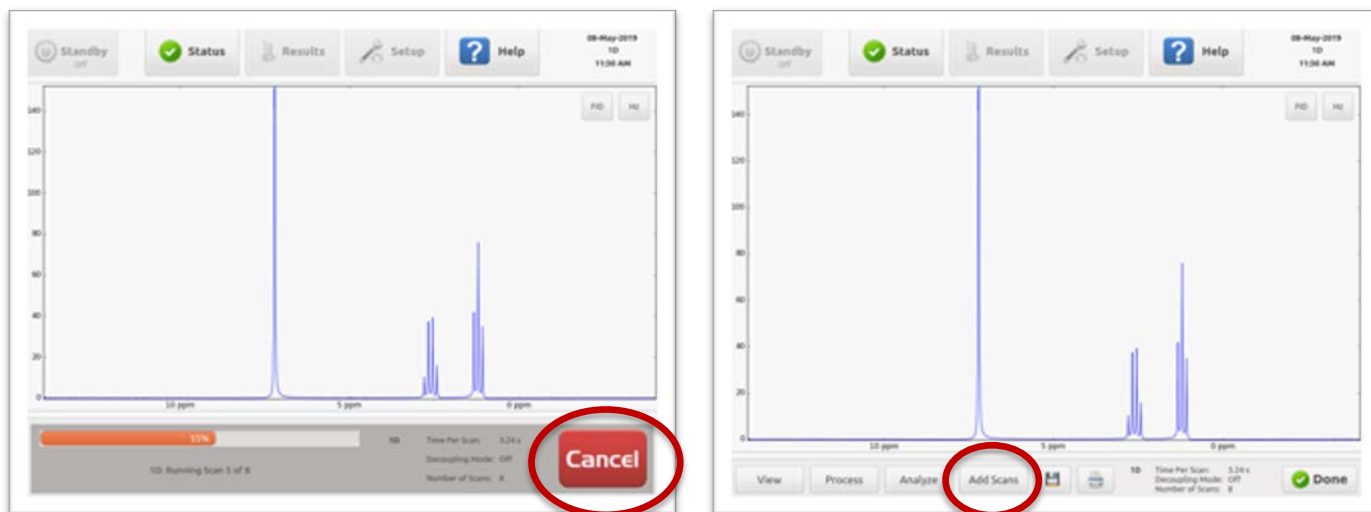 Standby Status Results Setup Help 08-May-2019
Off 1D
11:36 AM
FID Hz
140
120
100
80
60
40
20
0
10 ppm 5 ppm 0 ppm
55% 1D Time Per Scan: 3.24 s
1D: Running Scan 5 of 8 Decoupling Mode: Off
Number of Scans: 8
Cancel
Standby Status Results Setup Help 08-May-2019
Off 1D
11:36 AM
FID Hz
140
120
100
80
60
40
20
0
10 ppm 5 ppm 0 ppm
View Process Analyze Add Scans 1D Time Per Scan: 3.24 s
Decoupling Mode: Off
Number of Scans: 8
Done